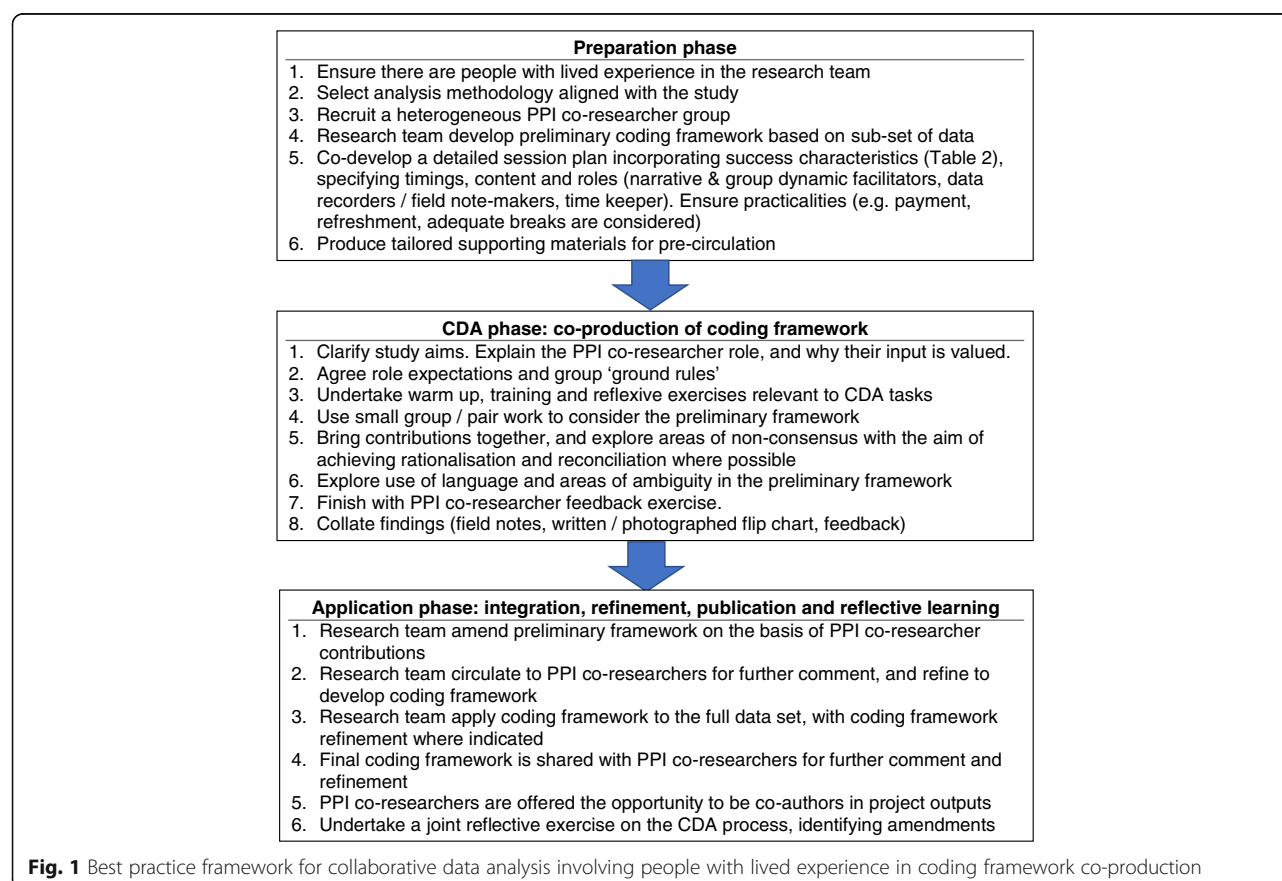 Preparation phase
1. Ensure there are people with lived experience in the research team
2. Select analysis methodology aligned with the study
3. Recruit a heterogeneous PPI co-researcher group
4. Research team develop preliminary coding framework based on sub-set of data
5. Co-develop a detailed session plan incorporating success characteristics (Table 2),
specifying timings, content and roles (narrative & group dynamic facilitators, data
recorders / field note-makers, time keeper). Ensure practicalities (e.g. payment,
refreshment, adequate breaks are considered)
6. Produce tailored supporting materials for pre-circulation
CDA phase: co-production of coding framework
1. Clarify study aims. Explain the PPI co-researcher role, and why their input is valued.
2. Agree role expectations and group ‘ground rules’
3. Undertake warm up, training and reflexive exercises relevant to CDA tasks
4. Use small group / pair work to consider the preliminary framework
5. Bring contributions together, and explore areas of non-consensus with the aim of
achieving rationalisation and reconciliation where possible
6. Explore use of language and areas of ambiguity in the preliminary framework
7. Finish with PPI co-researcher feedback exercise.
8. Collate findings (field notes, written / photographed flip chart, feedback)
Application phase: integration, refinement, publication and reflective learning
1. Research team amend preliminary framework on the basis of PPI co-researcher
contributions
2. Research team circulate to PPI co-researchers for further comment, and refine to
develop coding framework
3. Research team apply coding framework to the full data set, with coding framework
refinement where indicated
4. Final coding framework is shared with PPI co-researchers for further comment and
refinement
5. PPI co-researchers are offered the opportunity to be co-authors in project outputs
6. Undertake a joint reflective exercise on the CDA process, identifying amendments
Fig. 1 Best practice framework for collaborative data analysis involving people with lived experience in coding framework co-production